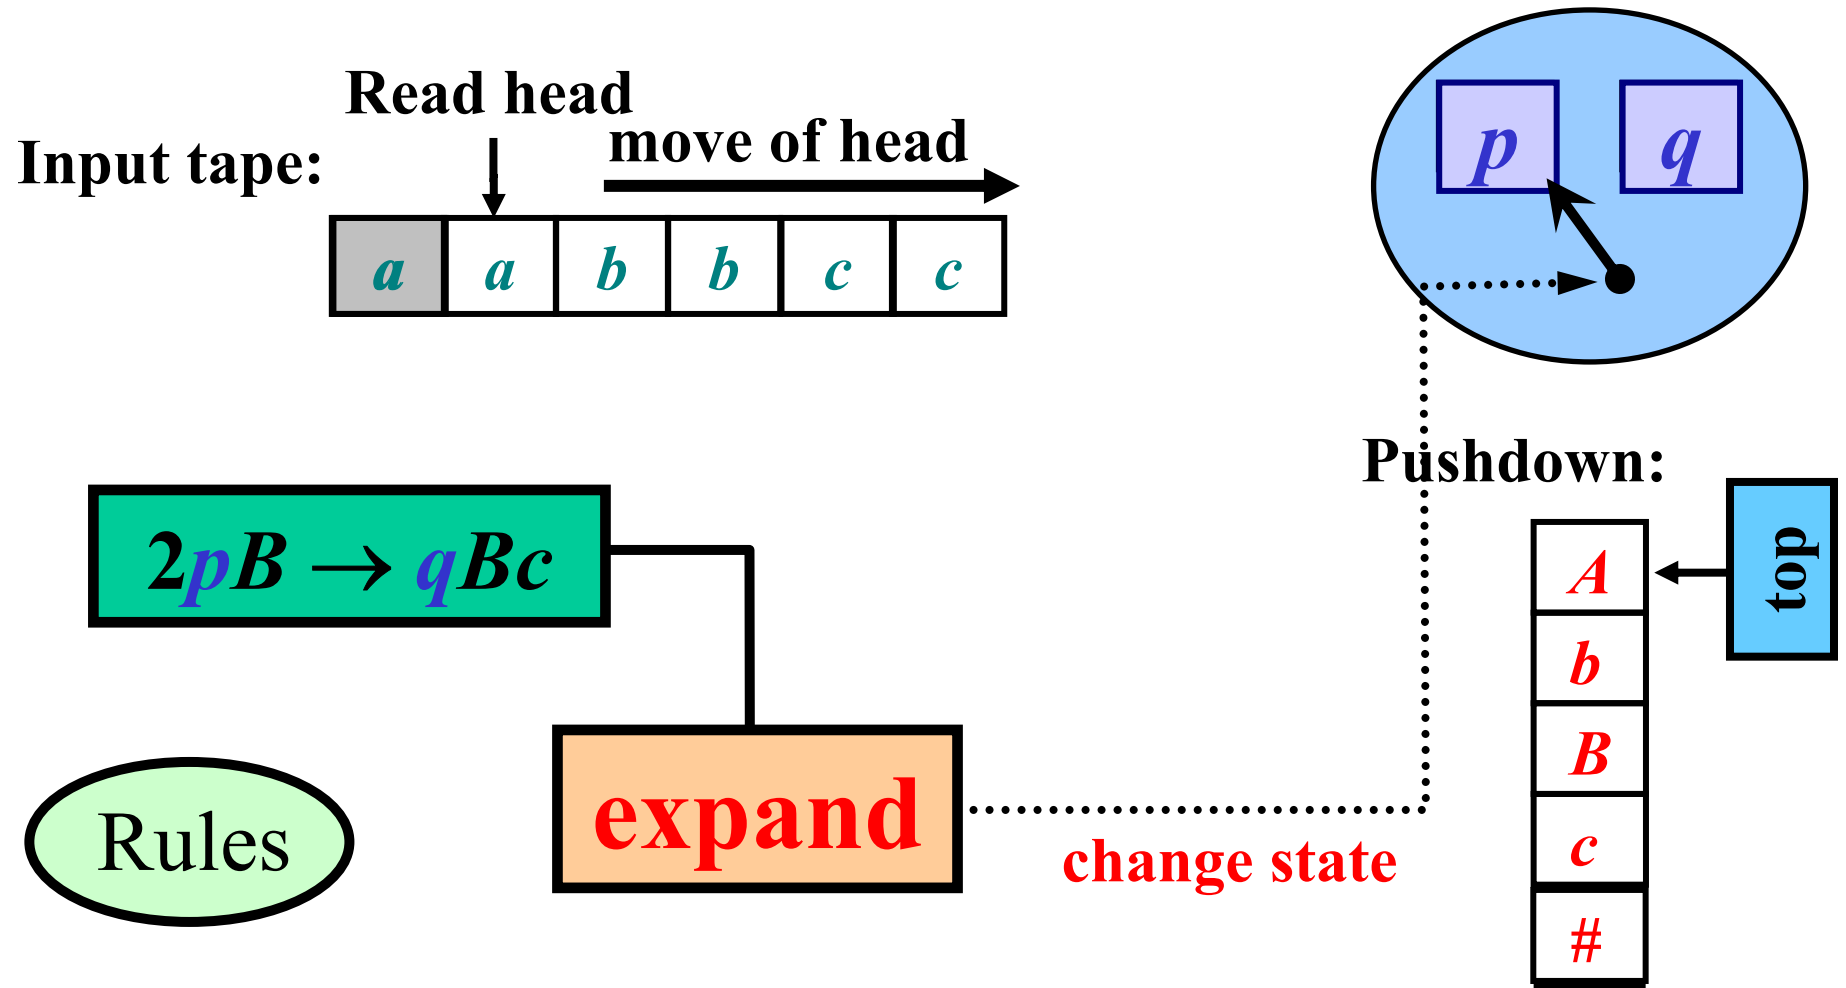 Read head
Input tape:
move of head
a a b b c c
p q
Pushdown:
2pB → qBc
top
A
b
B
c
#
expand
Rules
change state